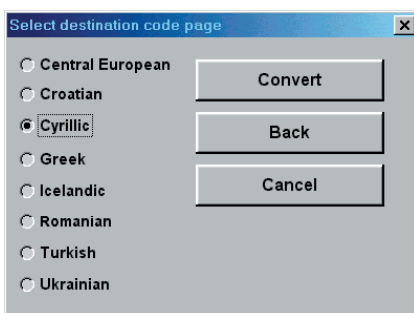 Select destination code page
Central European
Croatian
Cyrillic
Greek
Icelandic
Romanian
Turkish
Ukrainian
Convert
Back
Cancel